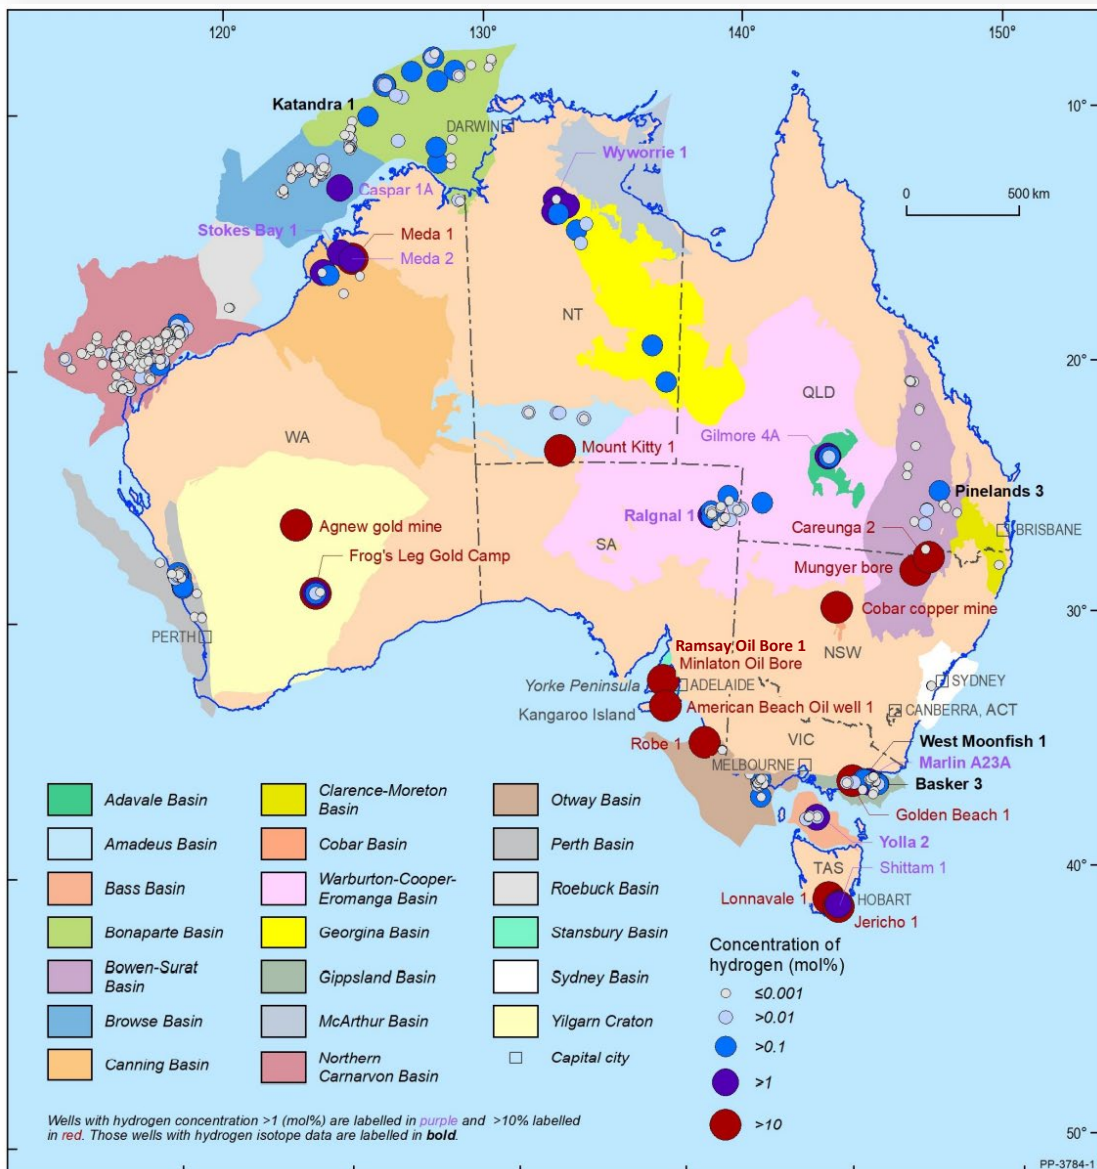 120°
130°
140°
150°
10°
Katandra 1
DARWIN
Wyworrie 1
0
500 km
Caspar 1A
Stokes Bay 1
Meda 1
Meda 2
NT
20°
QLD
WA
Gilmore 4A
Mount Kitty 1
Pinelands 3
Ralgnal 1
Careunga 2
Agnew gold mine
BRISBANE
SA
Frog's Leg Gold Camp
Mungyer bore
Cobar copper mine
30°
PERTH
NSW
Ramsay Oil Bore 1
Minlaton Oil Bore
SYDNEY
Yorke Peninsula
ADELAIDE
American Beach Oil well 1
CANBERRA, ACT
Kangaroo Island
Robe 1
VIC
West Moonfish 1
MELBOURNE
Marlin A23A
Basker 3
Golden Beach 1
Yolla 2
40°
TAS
Shittam 1
Lonnavale 1
HOBART
Jericho 1
Adavale Basin
Amadeus Basin
Bass Basin
Bonaparte Basin
Bowen-Surat
Basin
Browse Basin
Canning Basin
Clarence-Moreton
Basin
Cobar Basin
Warburton-Cooper-
Eromanga Basin
Georgina Basin
Gippsland Basin
McArthur Basin
Northern
Carnarvon Basin
Otway Basin
Perth Basin
Roebuck Basin
Stansbury Basin
Sydney Basin
Yilgarn Craton
Capital city
Concentration of
hydrogen (mol%)
≤0.001
>0.01
>0.1
>1
>10
Wells with hydrogen concentration >1 (mol%) are labelled in purple and >10% labelled
in red. Those wells with hydrogen isotope data are labelled in bold.
50°
PP-3784-1